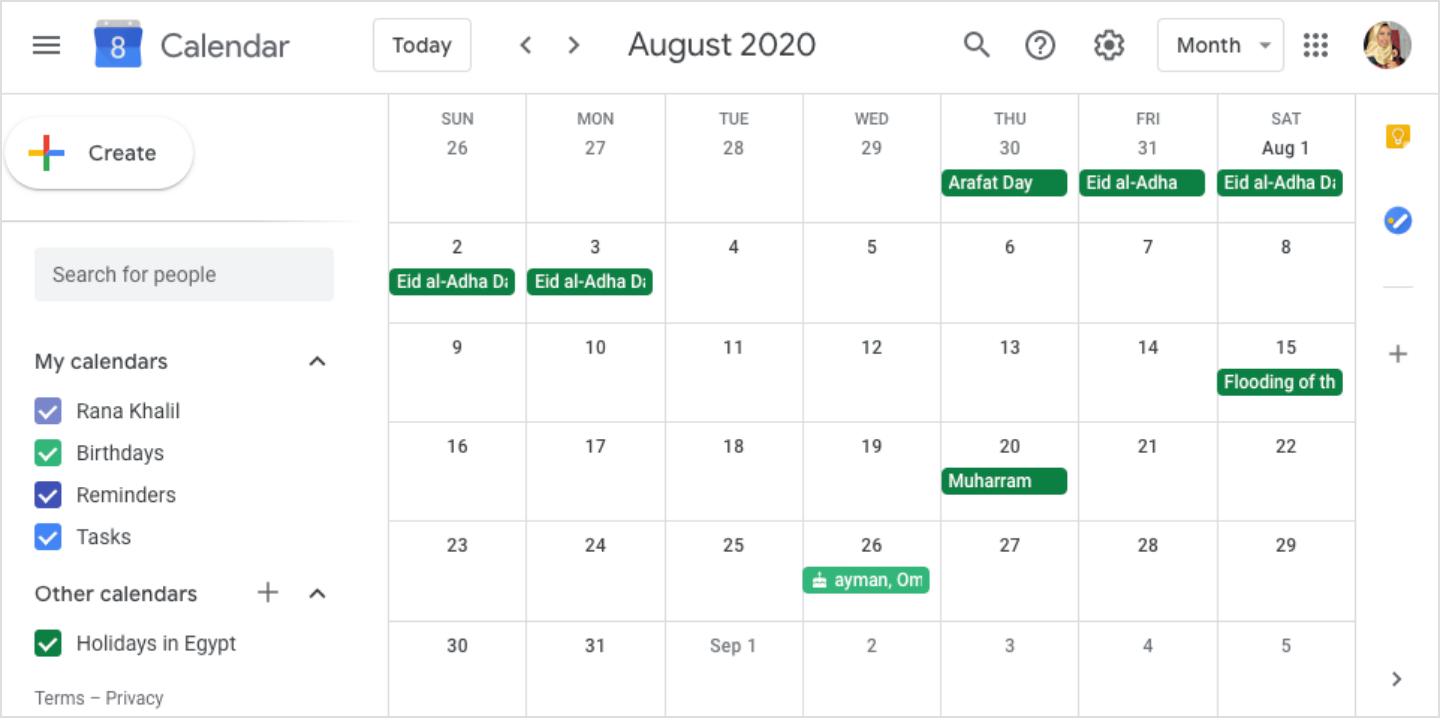 8 Calendar Today August 2020 Month
Create
Search for people
My calendars
Rana Khalil
Birthdays
Reminders
Tasks
Other calendars
Holidays in Egypt
Terms – Privacy
SUN MON TUE WED THU FRI SAT
26 27 28 29 30 31 Aug 1
Arafat Day Eid al-Adha Eid al-Adha Da
2 3 4 5 6 7 8
Eid al-Adha Da Eid al-Adha Da
9 10 11 12 13 14 15
Flooding of th
16 17 18 19 20 21 22
Muharram
23 24 25 26 27 28 29
ayman, Om
30 31 Sep 1 2 3 4 5